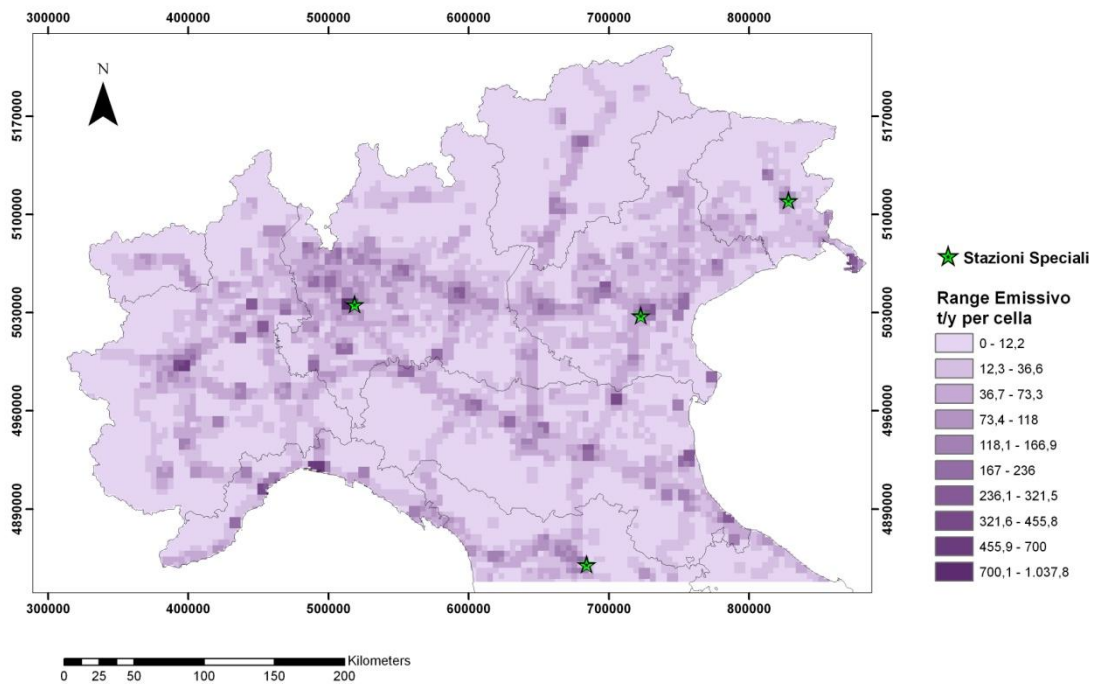 300000 400000 500000 600000 700000 800000
N
5170000 5170000
5100000 5100000
5030000 5030000
4960000 4960000
4890000 4890000
300000 400000 500000 600000 700000 800000
Stazioni Speciali
Range Emissivo
t/y per cella
0 - 12,2
12,3 - 36,6
36,7 - 73,3
73,4 - 118
118,1 - 166,9
167 - 236
236,1 - 321,5
321,6 - 455,8
455,9 - 700
700,1 - 1.037,8
Kilometers
0 25 50 100 150 200